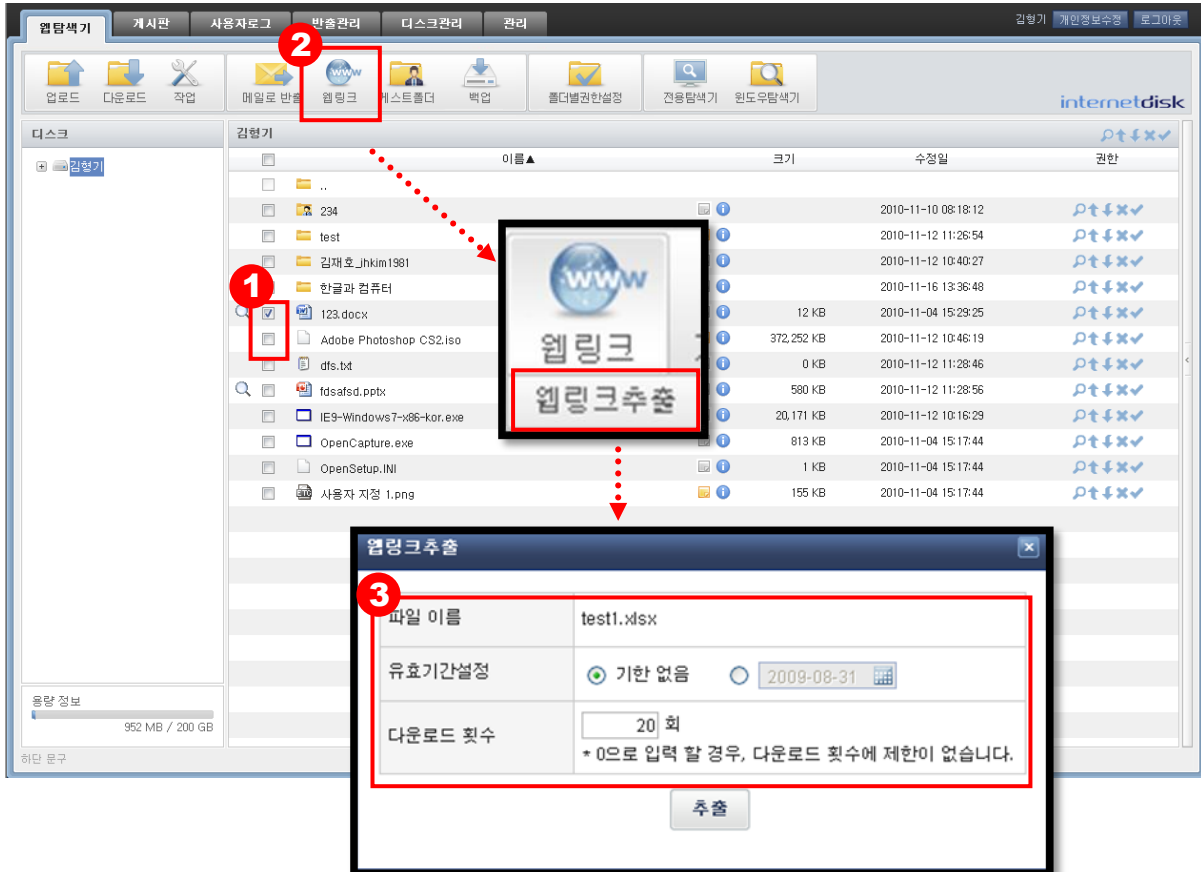 웹탐색기 게시판 사용자로그 반출관리 디스크관리 관리 김형기 개인정보수정 로그아웃
2
업로드 다운로드 작업 메일로 반출 웹링크 게스트폴더 백업 폴더별권한설정 전용탐색기 윈도우탐색기
internetdisk
디스크 김형기
김형기
이름▲ 크기 수정일 권한
..
234 2010-11-10 08:18:12
test 2010-11-12 11:26:54
김재호_jhkim1981 2010-11-12 10:40:27
한글과 컴퓨터 2010-11-16 13:36:48
1
123.docx 12 KB 2010-11-04 15:29:25
Adobe Photoshop CS2.iso 372,252 KB 2010-11-12 10:46:19
dfs.txt 0 KB 2010-11-12 11:28:46
fdsafsd.pptx 580 KB 2010-11-12 11:28:56
IE9-Windows7-x86-kor.exe 20,171 KB 2010-11-12 10:16:29
OpenCapture.exe 813 KB 2010-11-04 15:17:44
OpenSetup.INI 1 KB 2010-11-04 15:17:44
사용자 지정 1.png 155 KB 2010-11-04 15:17:44
www
웹링크
웹링크추출
웹링크추출
3
파일 이름 test1.xlsx
유효기간설정 기한 없음 2009-08-31
다운로드 횟수 20 회
* 0으로 입력 할 경우, 다운로드 횟수에 제한이 없습니다.
추출
용량 정보
952 MB / 200 GB
하단 문구